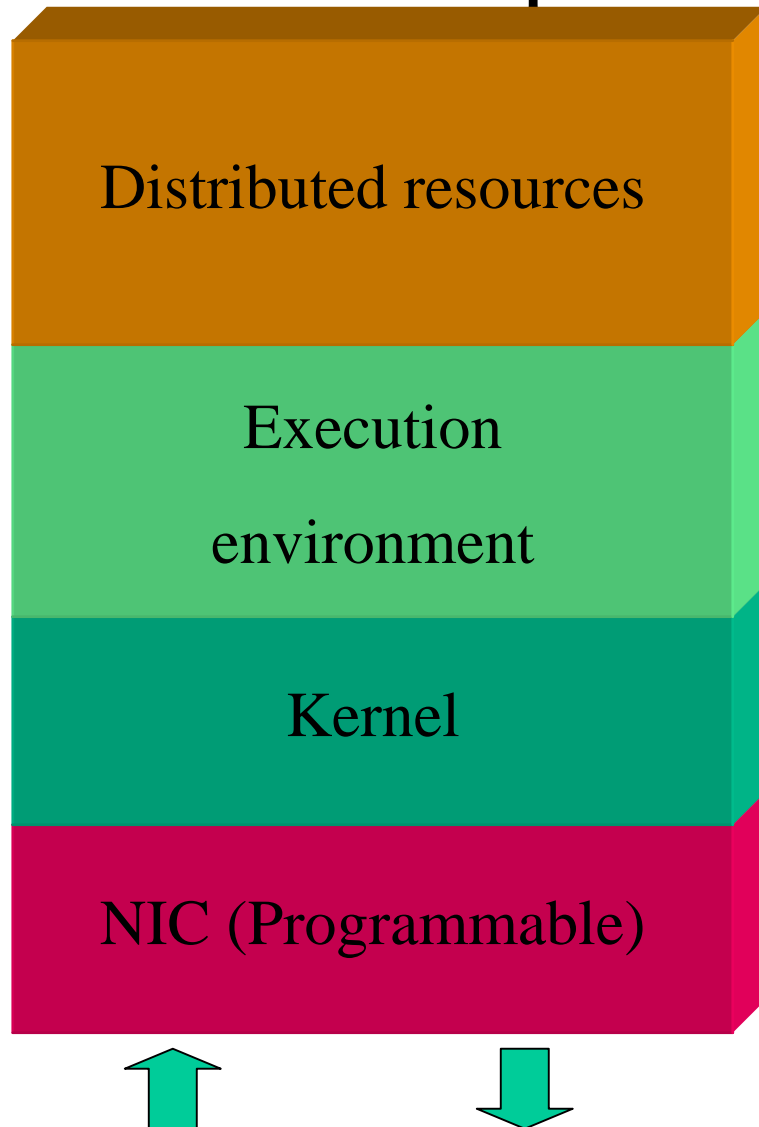 Distributed resources
Execution
environment
Kernel
NIC (Programmable)